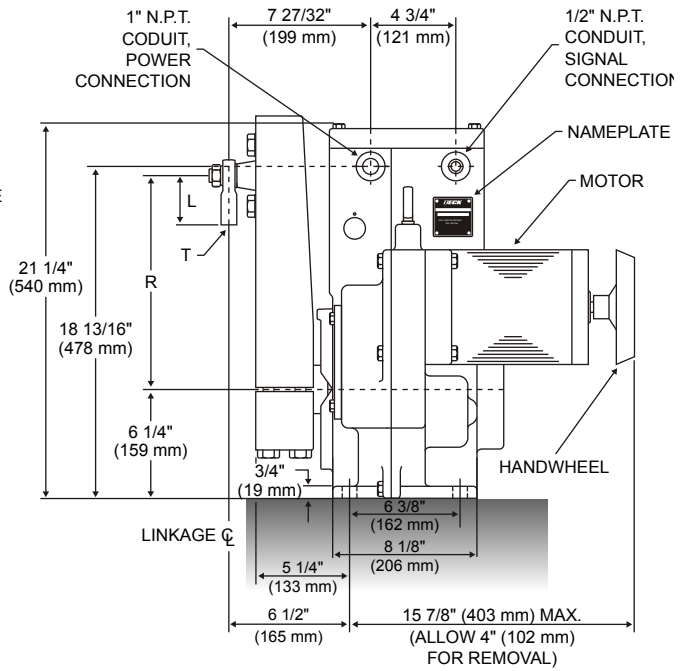 1" N.P.T.
CODUIT,
POWER
CONNECTION
7 27/32"
(199 mm)
4 3/4"
(121 mm)
1/2" N.P.T.
CONDUIT,
SIGNAL
CONNECTION
NAMEPLATE
BECK
MOTOR
E
L
T
R
21 1/4"
(540 mm)
18 13/16"
(478 mm)
6 1/4"
(159 mm)
3/4"
(19 mm)
HANDWHEEL
LINKAGE ℄
6 3/8"
(162 mm)
8 1/8"
(206 mm)
5 1/4"
(133 mm)
6 1/2"
(165 mm)
15 7/8" (403 mm) MAX.
(ALLOW 4" (102 mm)
FOR REMOVAL)